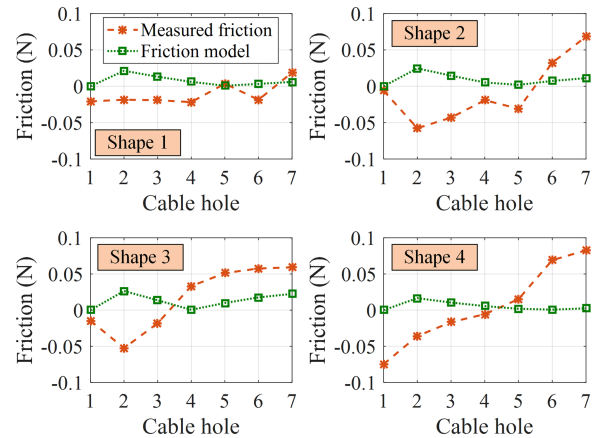 0.1
0.05
0
-0.05
-0.1
Friction (N)
Measured friction
Friction model
Shape 1
1 2 3 4 5 6 7
Cable hole
0.1
0.05
0
-0.05
-0.1
Friction (N)
Shape 2
1 2 3 4 5 6 7
Cable hole
0.1
0.05
0
-0.05
-0.1
Friction (N)
Shape 3
1 2 3 4 5 6 7
Cable hole
0.1
0.05
0
-0.05
-0.1
Friction (N)
Shape 4
1 2 3 4 5 6 7
Cable hole